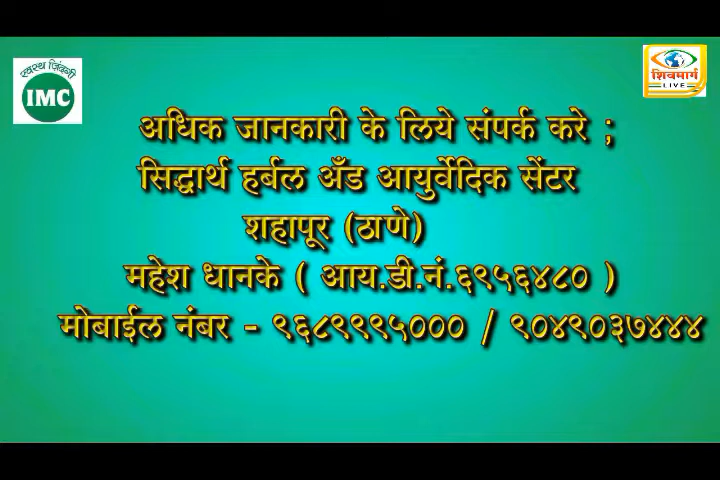 स्वस्थ ज़िंदगी
IMC
शिवमार्ग
LIVE
अधिक जानकारी के लिये संपर्क करे ;
सिद्धार्थ हर्बल अँड आयुर्वेदिक सेंटर
शहापूर (ठाणे)
महेश धानके ( आय.डी.नं.६९५६४८० )
मोबाईल नंबर - ९६८९९९५००० / ९०४९०३७४४४